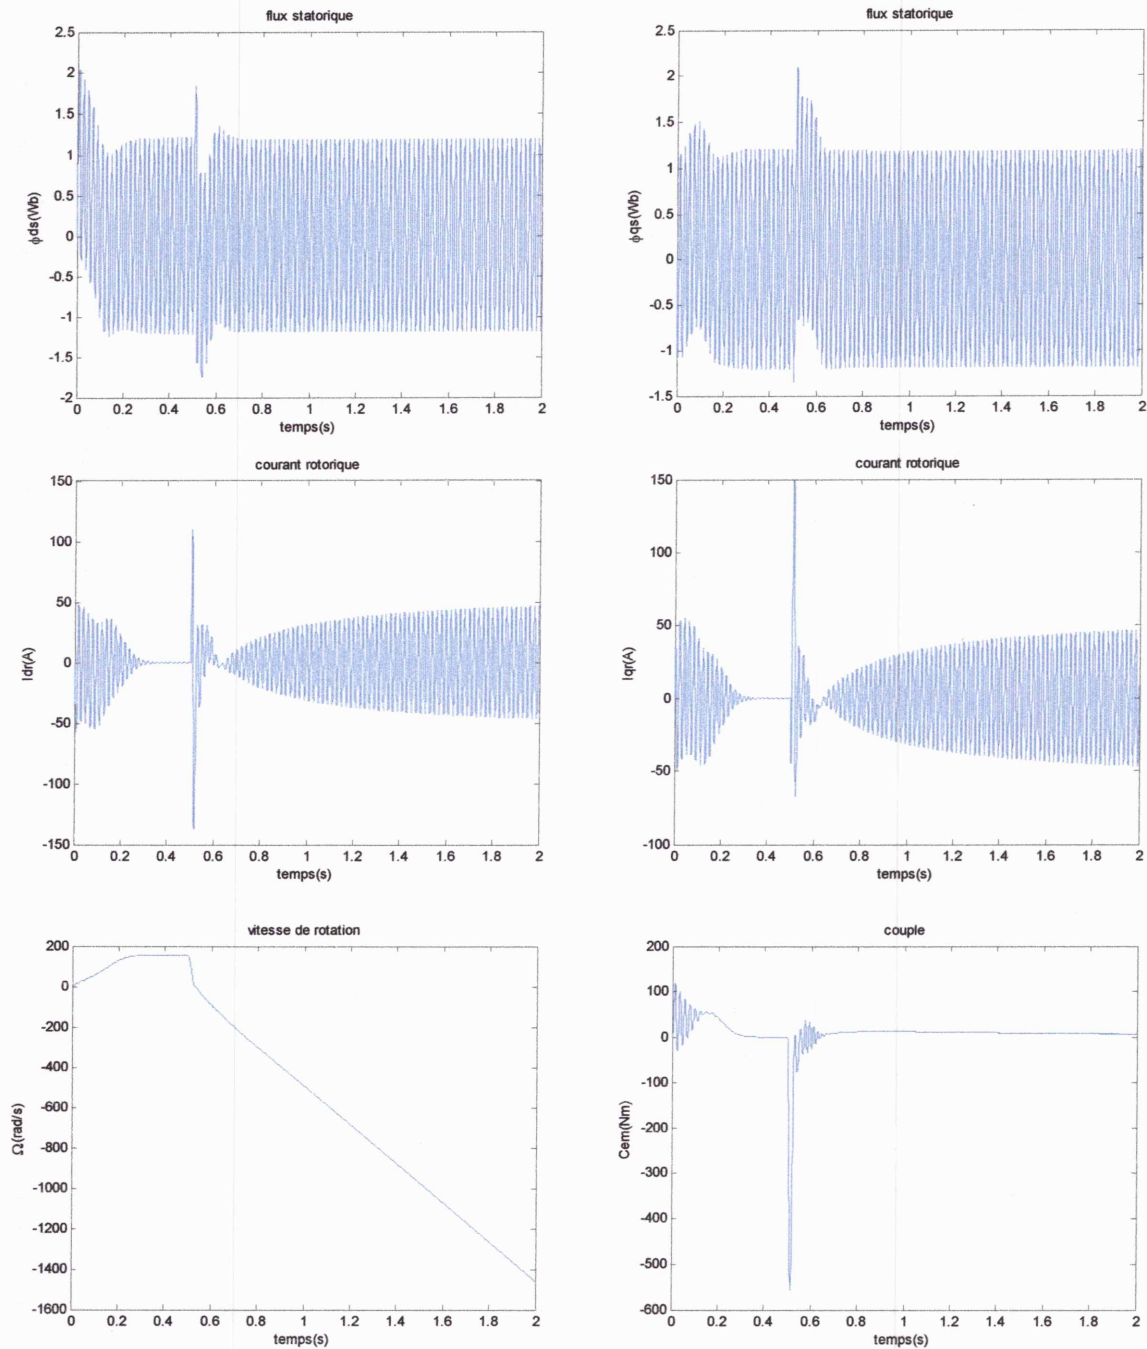 flux statorique
2.5
2
1.5
1
0.5
0
-0.5
-1
-1.5
-2
ϕds(Wb)
0 0.2 0.4 0.6 0.8 1 1.2 1.4 1.6 1.8 2
temps(s)
flux statorique
2.5
2
1.5
1
0.5
0
-0.5
-1
-1.5
ϕqs(Wb)
0 0.2 0.4 0.6 0.8 1 1.2 1.4 1.6 1.8 2
temps(s)
courant rotorique
150
100
50
0
-50
-100
-150
Idr(A)
0 0.2 0.4 0.6 0.8 1 1.2 1.4 1.6 1.8 2
temps(s)
courant rotorique
150
100
50
0
-50
-100
Iqr(A)
0 0.2 0.4 0.6 0.8 1 1.2 1.4 1.6 1.8 2
temps(s)
vitesse de rotation
200
0
-200
-400
-600
-800
-1000
-1200
-1400
-1600
Ω(rad/s)
0 0.2 0.4 0.6 0.8 1 1.2 1.4 1.6 1.8 2
temps(s)
couple
200
100
0
-100
-200
-300
-400
-500
-600
Cem(Nm)
0 0.2 0.4 0.6 0.8 1 1.2 1.4 1.6 1.8 2
temps(s)